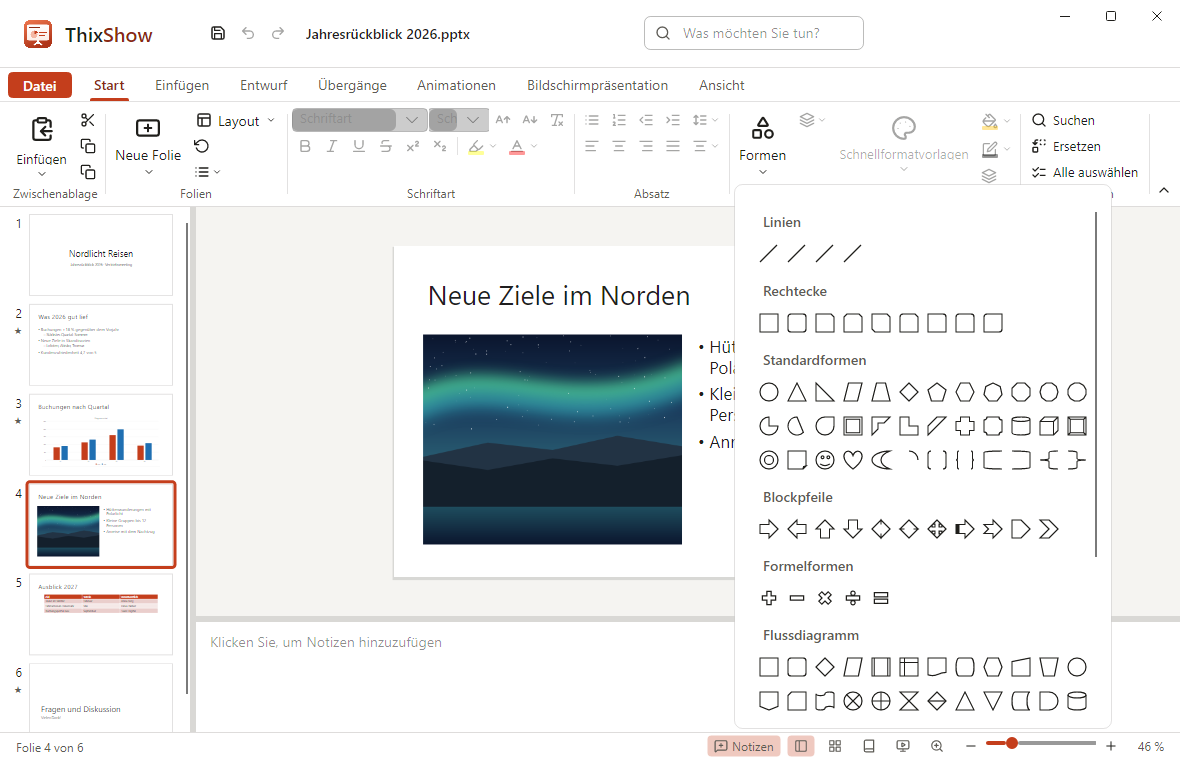 ThixShow
Jahresrückblick 2026.pptx
Was möchten Sie tun?
Datei
Start
Einfügen
Entwurf
Übergänge
Animationen
Bildschirmpräsentation
Ansicht
Einfügen
Zwischenablage
Neue Folie
Layout
Folien
Schriftart
Sch
Schriftart
Absatz
Formen
Schnellformatvorlagen
Suchen
Ersetzen
Alle auswählen
1
Nordlicht Reisen
2
Was 2026 gut lief
3
Buchungen nach Quartal
4
Neue Ziele im Norden
5
Ausblick 2027
6
Fragen und Diskussion
Neue Ziele im Norden
• Hüt
Pola
• Klei
Pers
• Anr
Klicken Sie, um Notizen hinzuzufügen
Linien
Rechtecke
Standardformen
Blockpfeile
Formelformen
Flussdiagramm
Folie 4 von 6
Notizen
46 %